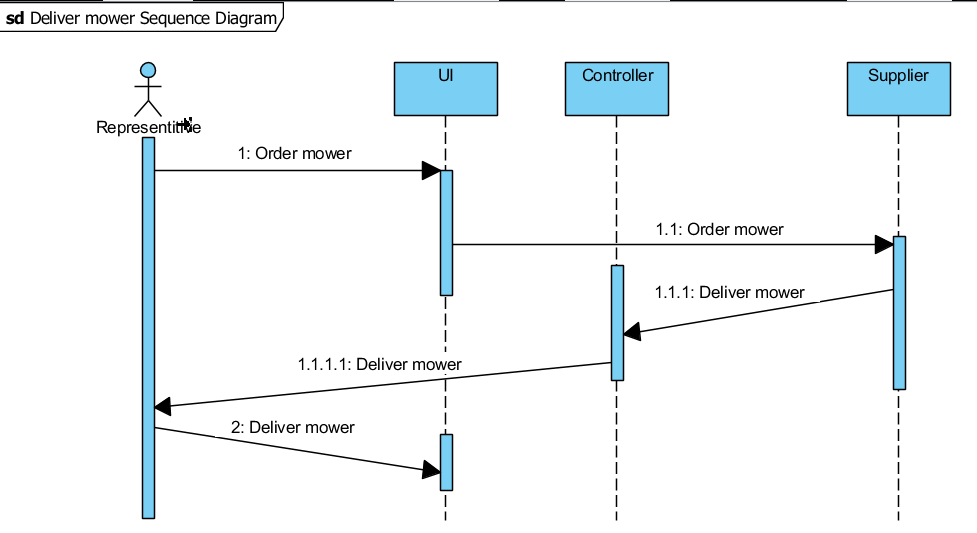 sd Deliver mower Sequence Diagram
UI
Controller
Supplier
1: Order mower
1.1: Order mower
1.1.1: Deliver mower
1.1.1.1: Deliver mower
2: Deliver mower